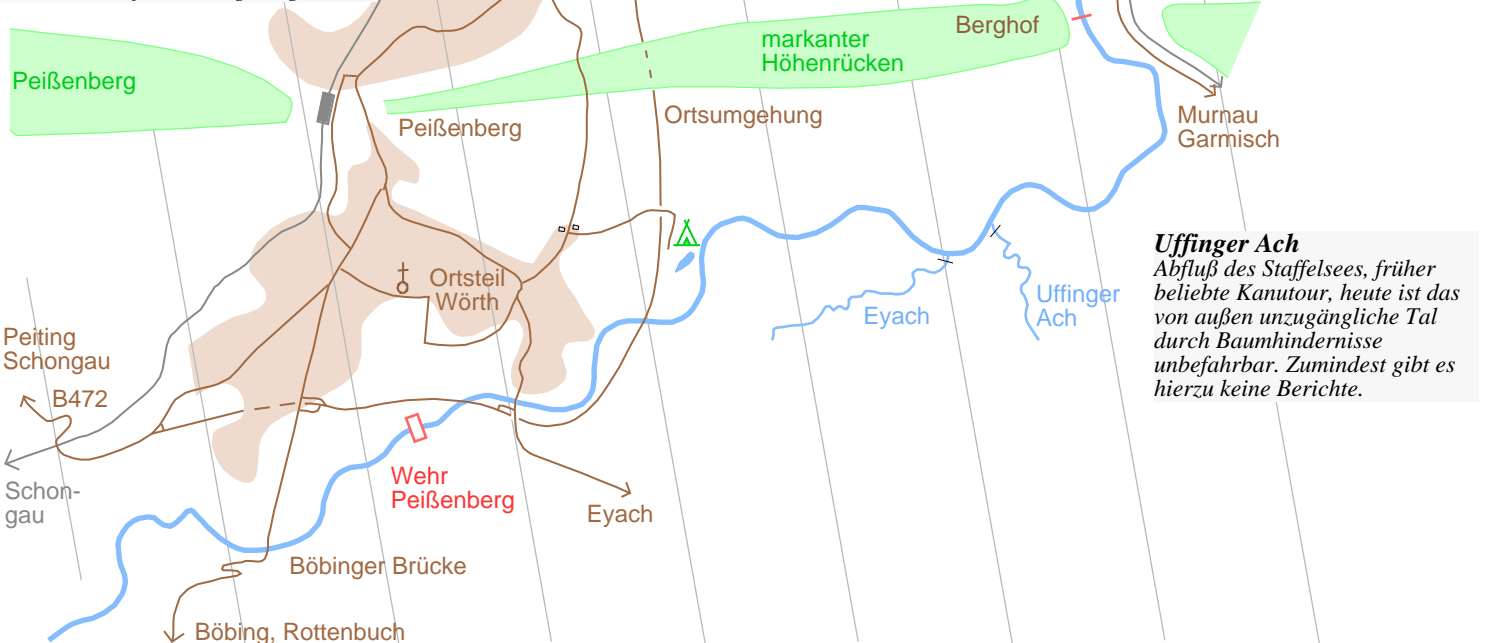 Berghof
markanter
Höhenrücken
Peißenberg
Peißenberg
Ortsumgehung
Murnau
Garmisch
Uffinger Ach
Abfluß des Staffelsees, früher
beliebte Kanutour, heute ist das
von außen unzugängliche Tal
durch Baumhindernisse
unbefahrbar. Zumindest gibt es
hierzu keine Berichte.
Ortsteil
Wörth
Uffinger
Ach
Eyach
Peiting
Schongau
B472
Wehr
Peißenberg
Schon-
gau
Eyach
Böbinger Brücke
Böbing, Rottenbuch